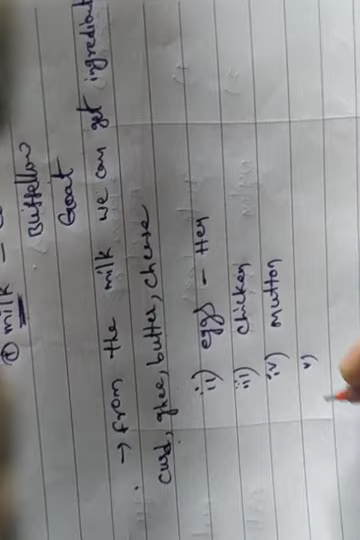 ① milk –
Buffellow
Goat
→ from the milk we can get ingredient
curd, ghee, butter, cheese
ii) eggs – Hen
iii) chicken
iv) Mutton
v)